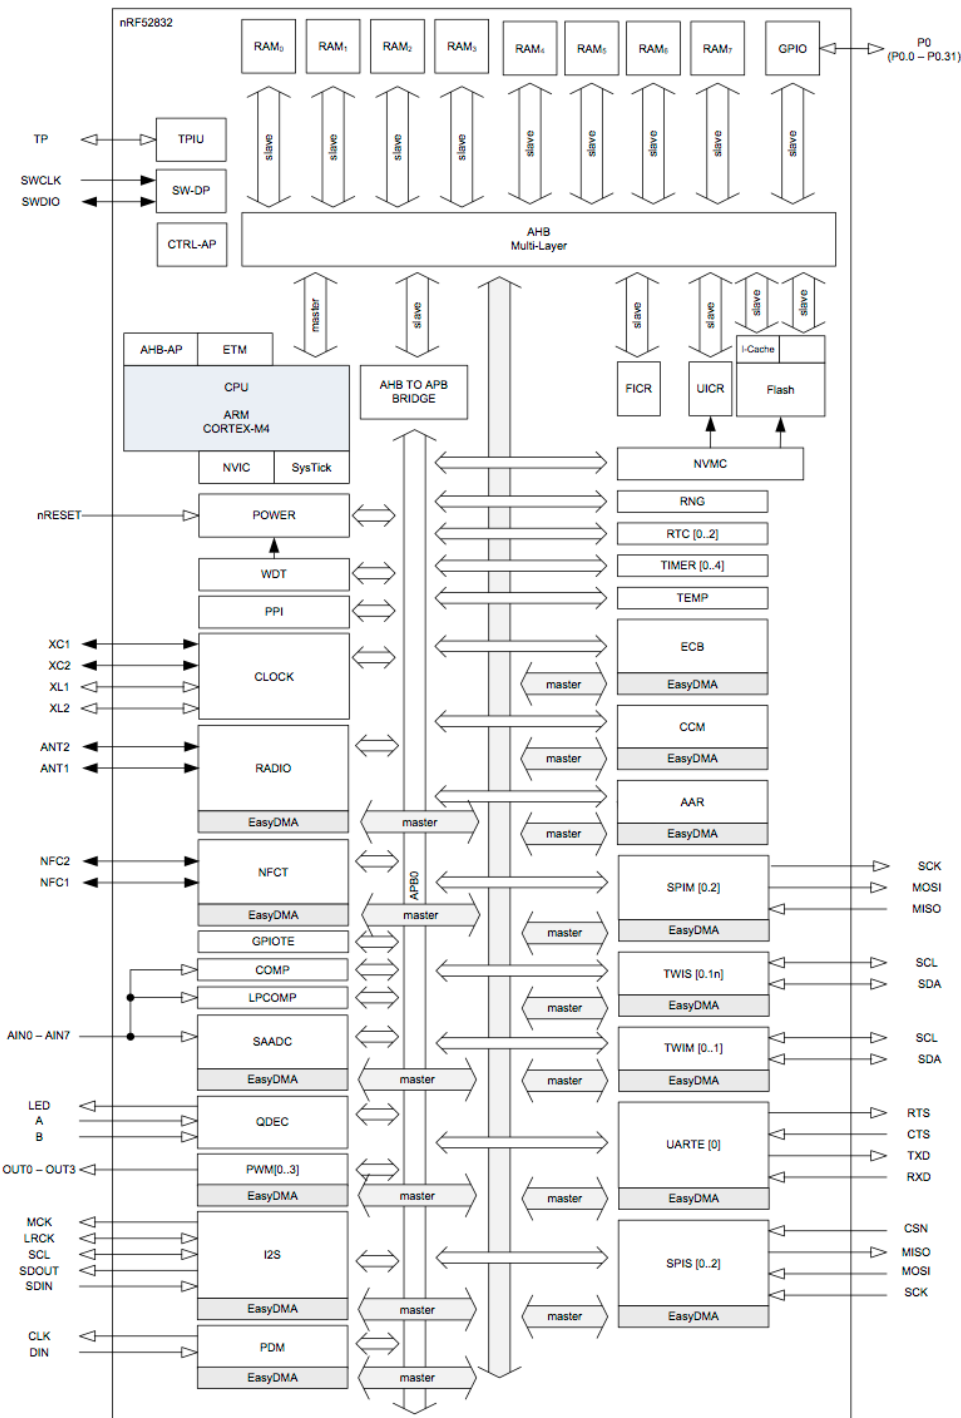 nRF52832
RAM0 RAM1 RAM2 RAM3 RAM4 RAM5 RAM6 RAM7 GPIO
P0
(P0.0 – P0.31)
slave slave slave slave slave slave slave slave slave
TP TPIU
SWCLK
SWDIO
SW-DP
CTRL-AP
AHB
Multi-Layer
master slave slave slave slave slave
AHB-AP ETM
CPU
ARM
CORTEX-M4
NVIC SysTick
AHB TO APB
BRIDGE
FICR UICR
I-Cache
Flash
NVMC
nRESET POWER
RNG
RTC [0..2]
WDT
TIMER [0..4]
PPI
TEMP
XC1
XC2
XL1
XL2
CLOCK
ECB
master EasyDMA
CCM
master EasyDMA
ANT2
ANT1
RADIO
EasyDMA master
AAR
master EasyDMA
NFC2
NFC1
NFCT
EasyDMA master
APB0
SPIM [0.2]
master EasyDMA
SCK
MOSI
MISO
GPIOTE
COMP
LPCOMP
AIN0 – AIN7
SAADC
EasyDMA master
TWIS [0.1n]
master EasyDMA
SCL
SDA
TWIM [0..1]
master EasyDMA
SCL
SDA
LED
A
B
QDEC
OUT0 – OUT3 PWM[0..3]
EasyDMA master
UARTE [0]
master EasyDMA
RTS
CTS
TXD
RXD
MCK
LRCK
SCL
SDOUT
SDIN
I2S
EasyDMA master
SPIS [0..2]
master EasyDMA
CSN
MISO
MOSI
SCK
CLK
DIN
PDM
EasyDMA master